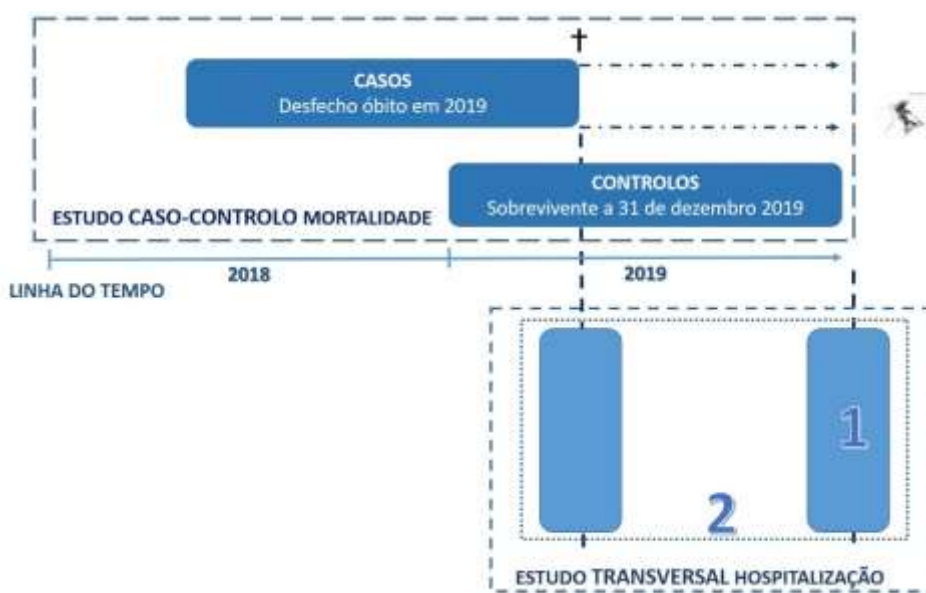 CASOS
Desfecho óbito em 2019
CONTROLOS
Sobrevivente a 31 de dezembro 2019
ESTUDO CASO-CONTROLO MORTALIDADE
2018
2019
LINHA DO TEMPO
1
2
ESTUDO TRANSVERSAL HOSPITALIZAÇÃO